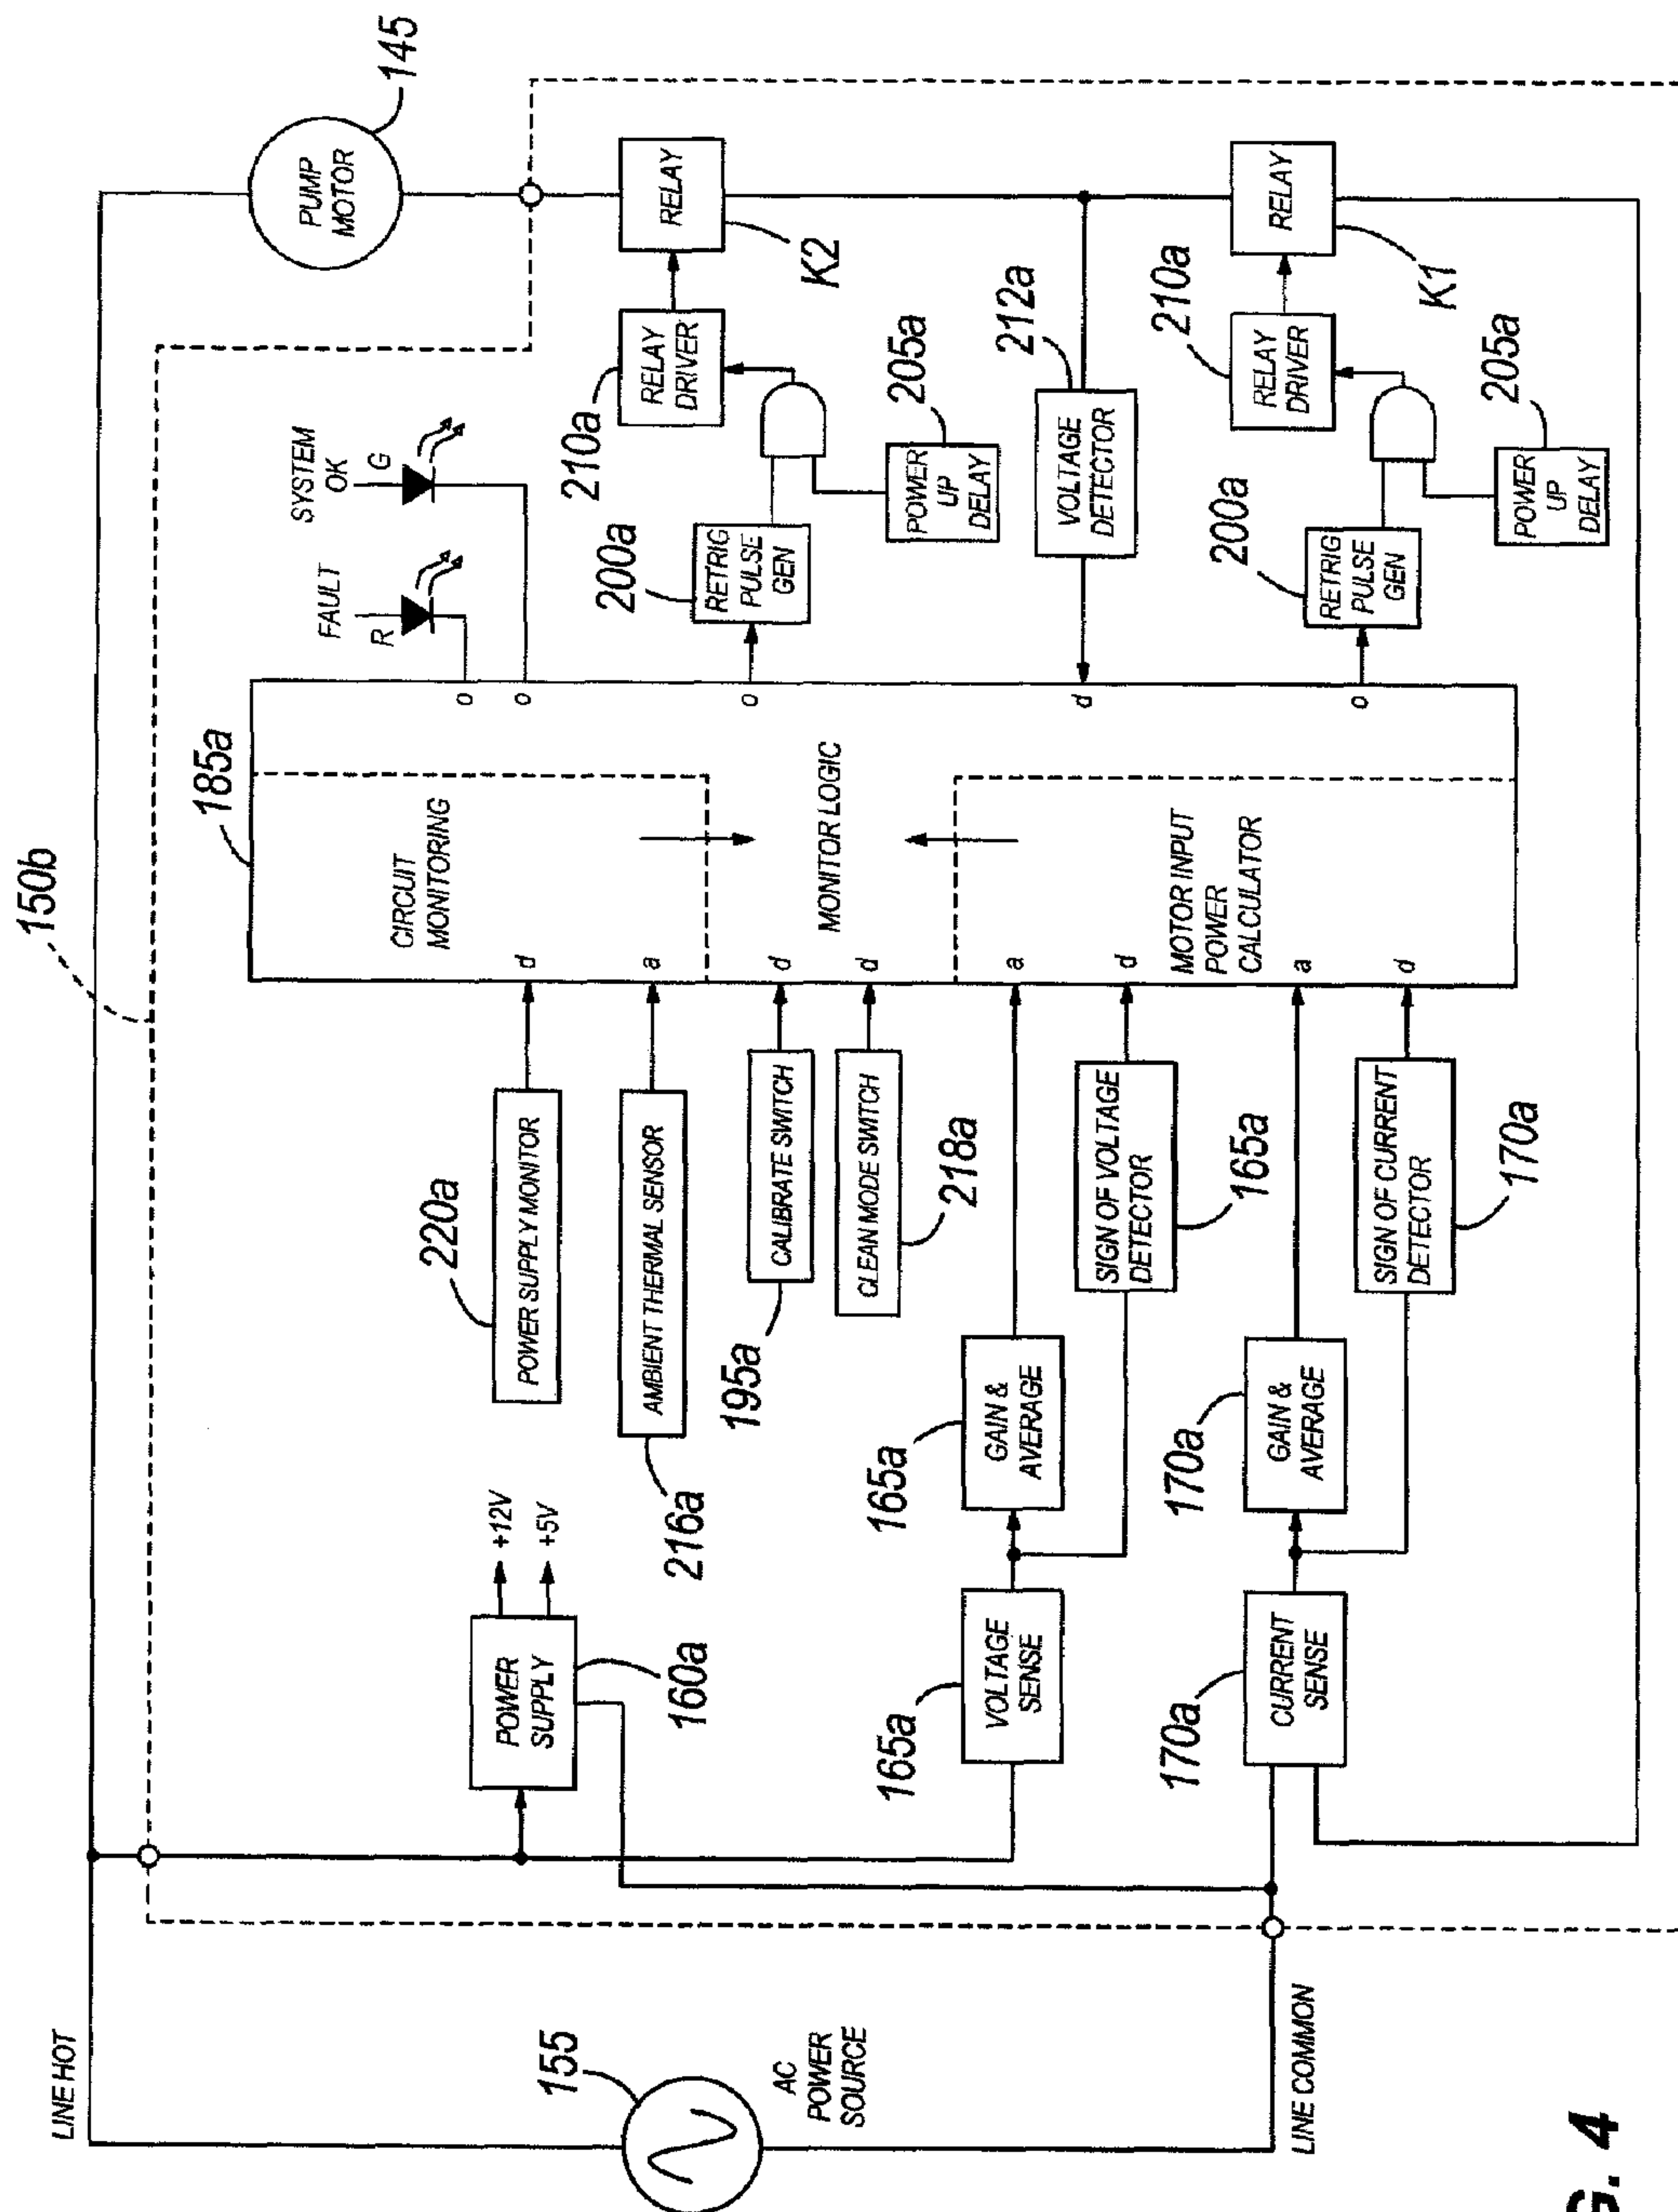 150b
LINE HOT
155
AC
POWER
SOURCE
LINE COMMON
POWER
SUPPLY
+12V
+5V
160a
220a
POWER SUPPLY MONITOR
AMBIENT THERMAL SENSOR
216a
CALIBRATE SWITCH
195a
CLEAN MODE SWITCH
218a
165a
VOLTAGE
SENSE
165a
GAIN &
AVERAGE
SIGN OF VOLTAGE
DETECTOR
165a
170a
CURRENT
SENSE
170a
GAIN &
AVERAGE
SIGN OF CURRENT
DETECTOR
170a
185a
CIRCUIT
MONITORING
d
a
MONITOR LOGIC
d
d
MOTOR INPUT
POWER
CALCULATOR
a
d
a
d
o
o
o
d
o
FAULT
R
SYSTEM
OK
G
200a
RETRIG
PULSE
GEN
210a
RELAY
DRIVER
205a
POWER
UP
DELAY
RELAY
K2
212a
VOLTAGE
DETECTOR
200a
RETRIG
PULSE
GEN
210a
RELAY
DRIVER
205a
POWER
UP
DELAY
RELAY
K1
PUMP
MOTOR
145
G. 4